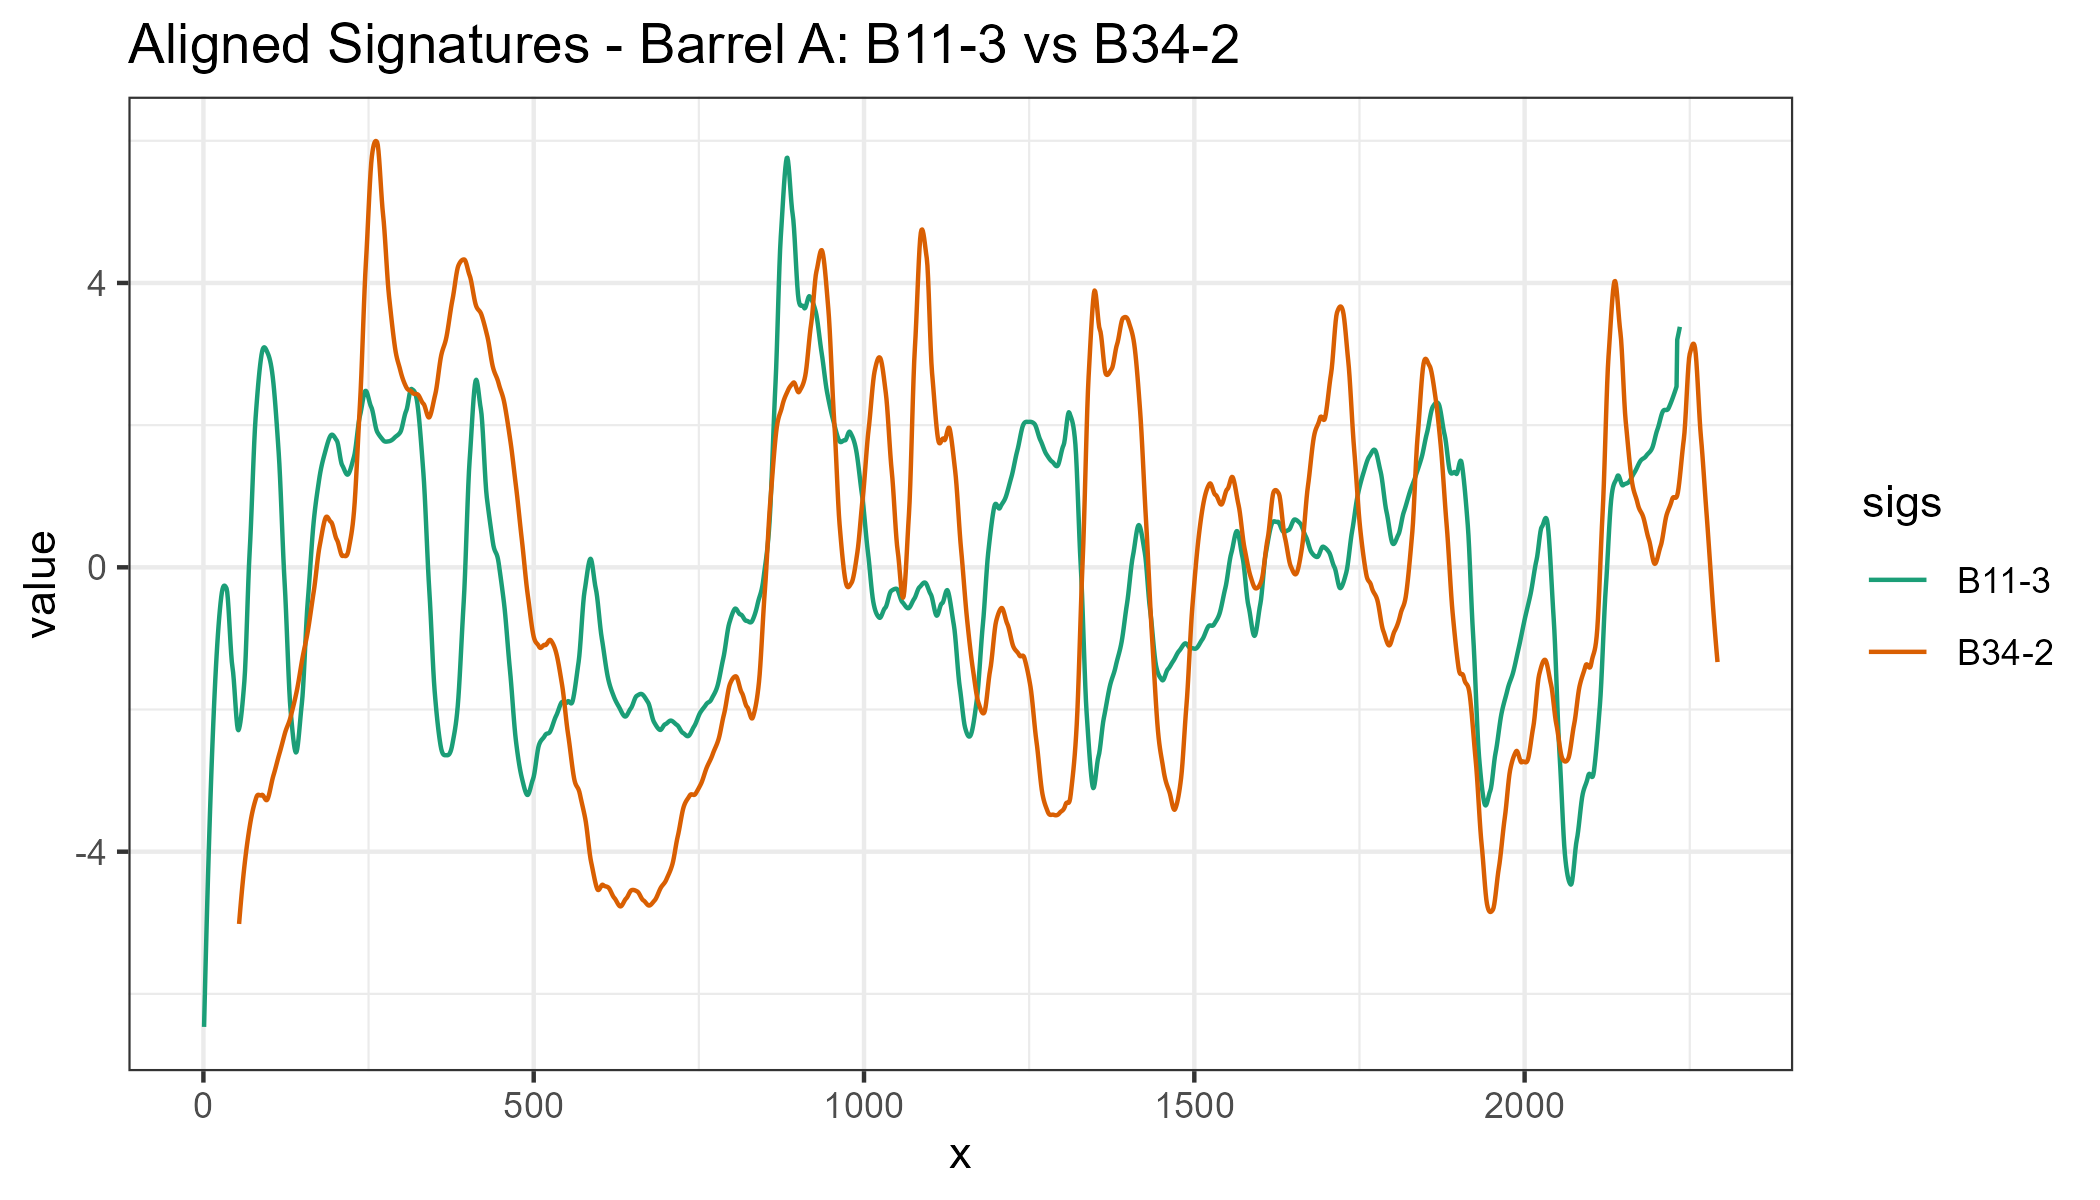 Aligned Signatures - Barrel A: B11-3 vs B34-2
value
4
0
-4
0
500
1000
1500
2000
x
sigs
B11-3
B34-2